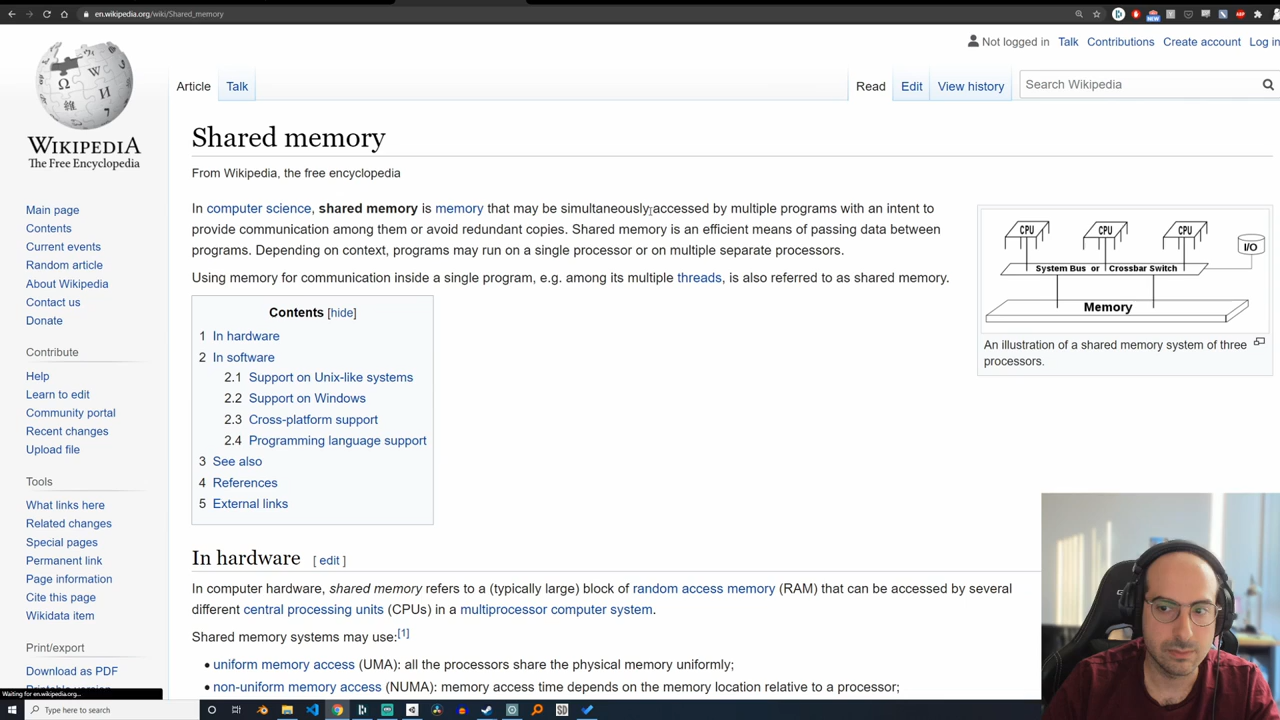 en.wikipedia.org/wiki/Shared_memory
Not logged in Talk Contributions Create account Log in
Article Talk Read Edit View history Search Wikipedia
WIKIPEDIA
The Free Encyclopedia
Shared memory
From Wikipedia, the free encyclopedia
In computer science, shared memory is memory that may be simultaneously accessed by multiple programs with an intent to
provide communication among them or avoid redundant copies. Shared memory is an efficient means of passing data between
programs. Depending on context, programs may run on a single processor or on multiple separate processors.
Using memory for communication inside a single program, e.g. among its multiple threads, is also referred to as shared memory.
CPU CPU CPU
I/O
System Bus or Crossbar Switch
Memory
An illustration of a shared memory system of three
processors.
Contents [hide]
1 In hardware
2 In software
2.1 Support on Unix-like systems
2.2 Support on Windows
2.3 Cross-platform support
2.4 Programming language support
3 See also
4 References
5 External links
In hardware [ edit ]
In computer hardware, shared memory refers to a (typically large) block of random access memory (RAM) that can be accessed by several
different central processing units (CPUs) in a multiprocessor computer system.
Shared memory systems may use:[1]
• uniform memory access (UMA): all the processors share the physical memory uniformly;
• non-uniform memory access (NUMA): memory access time depends on the memory location relative to a processor;
Main page
Contents
Current events
Random article
About Wikipedia
Contact us
Donate
Contribute
Help
Learn to edit
Community portal
Recent changes
Upload file
Tools
What links here
Related changes
Special pages
Permanent link
Page information
Cite this page
Wikidata item
Print/export
Download as PDF
Waiting for en.wikipedia.org...
Type here to search